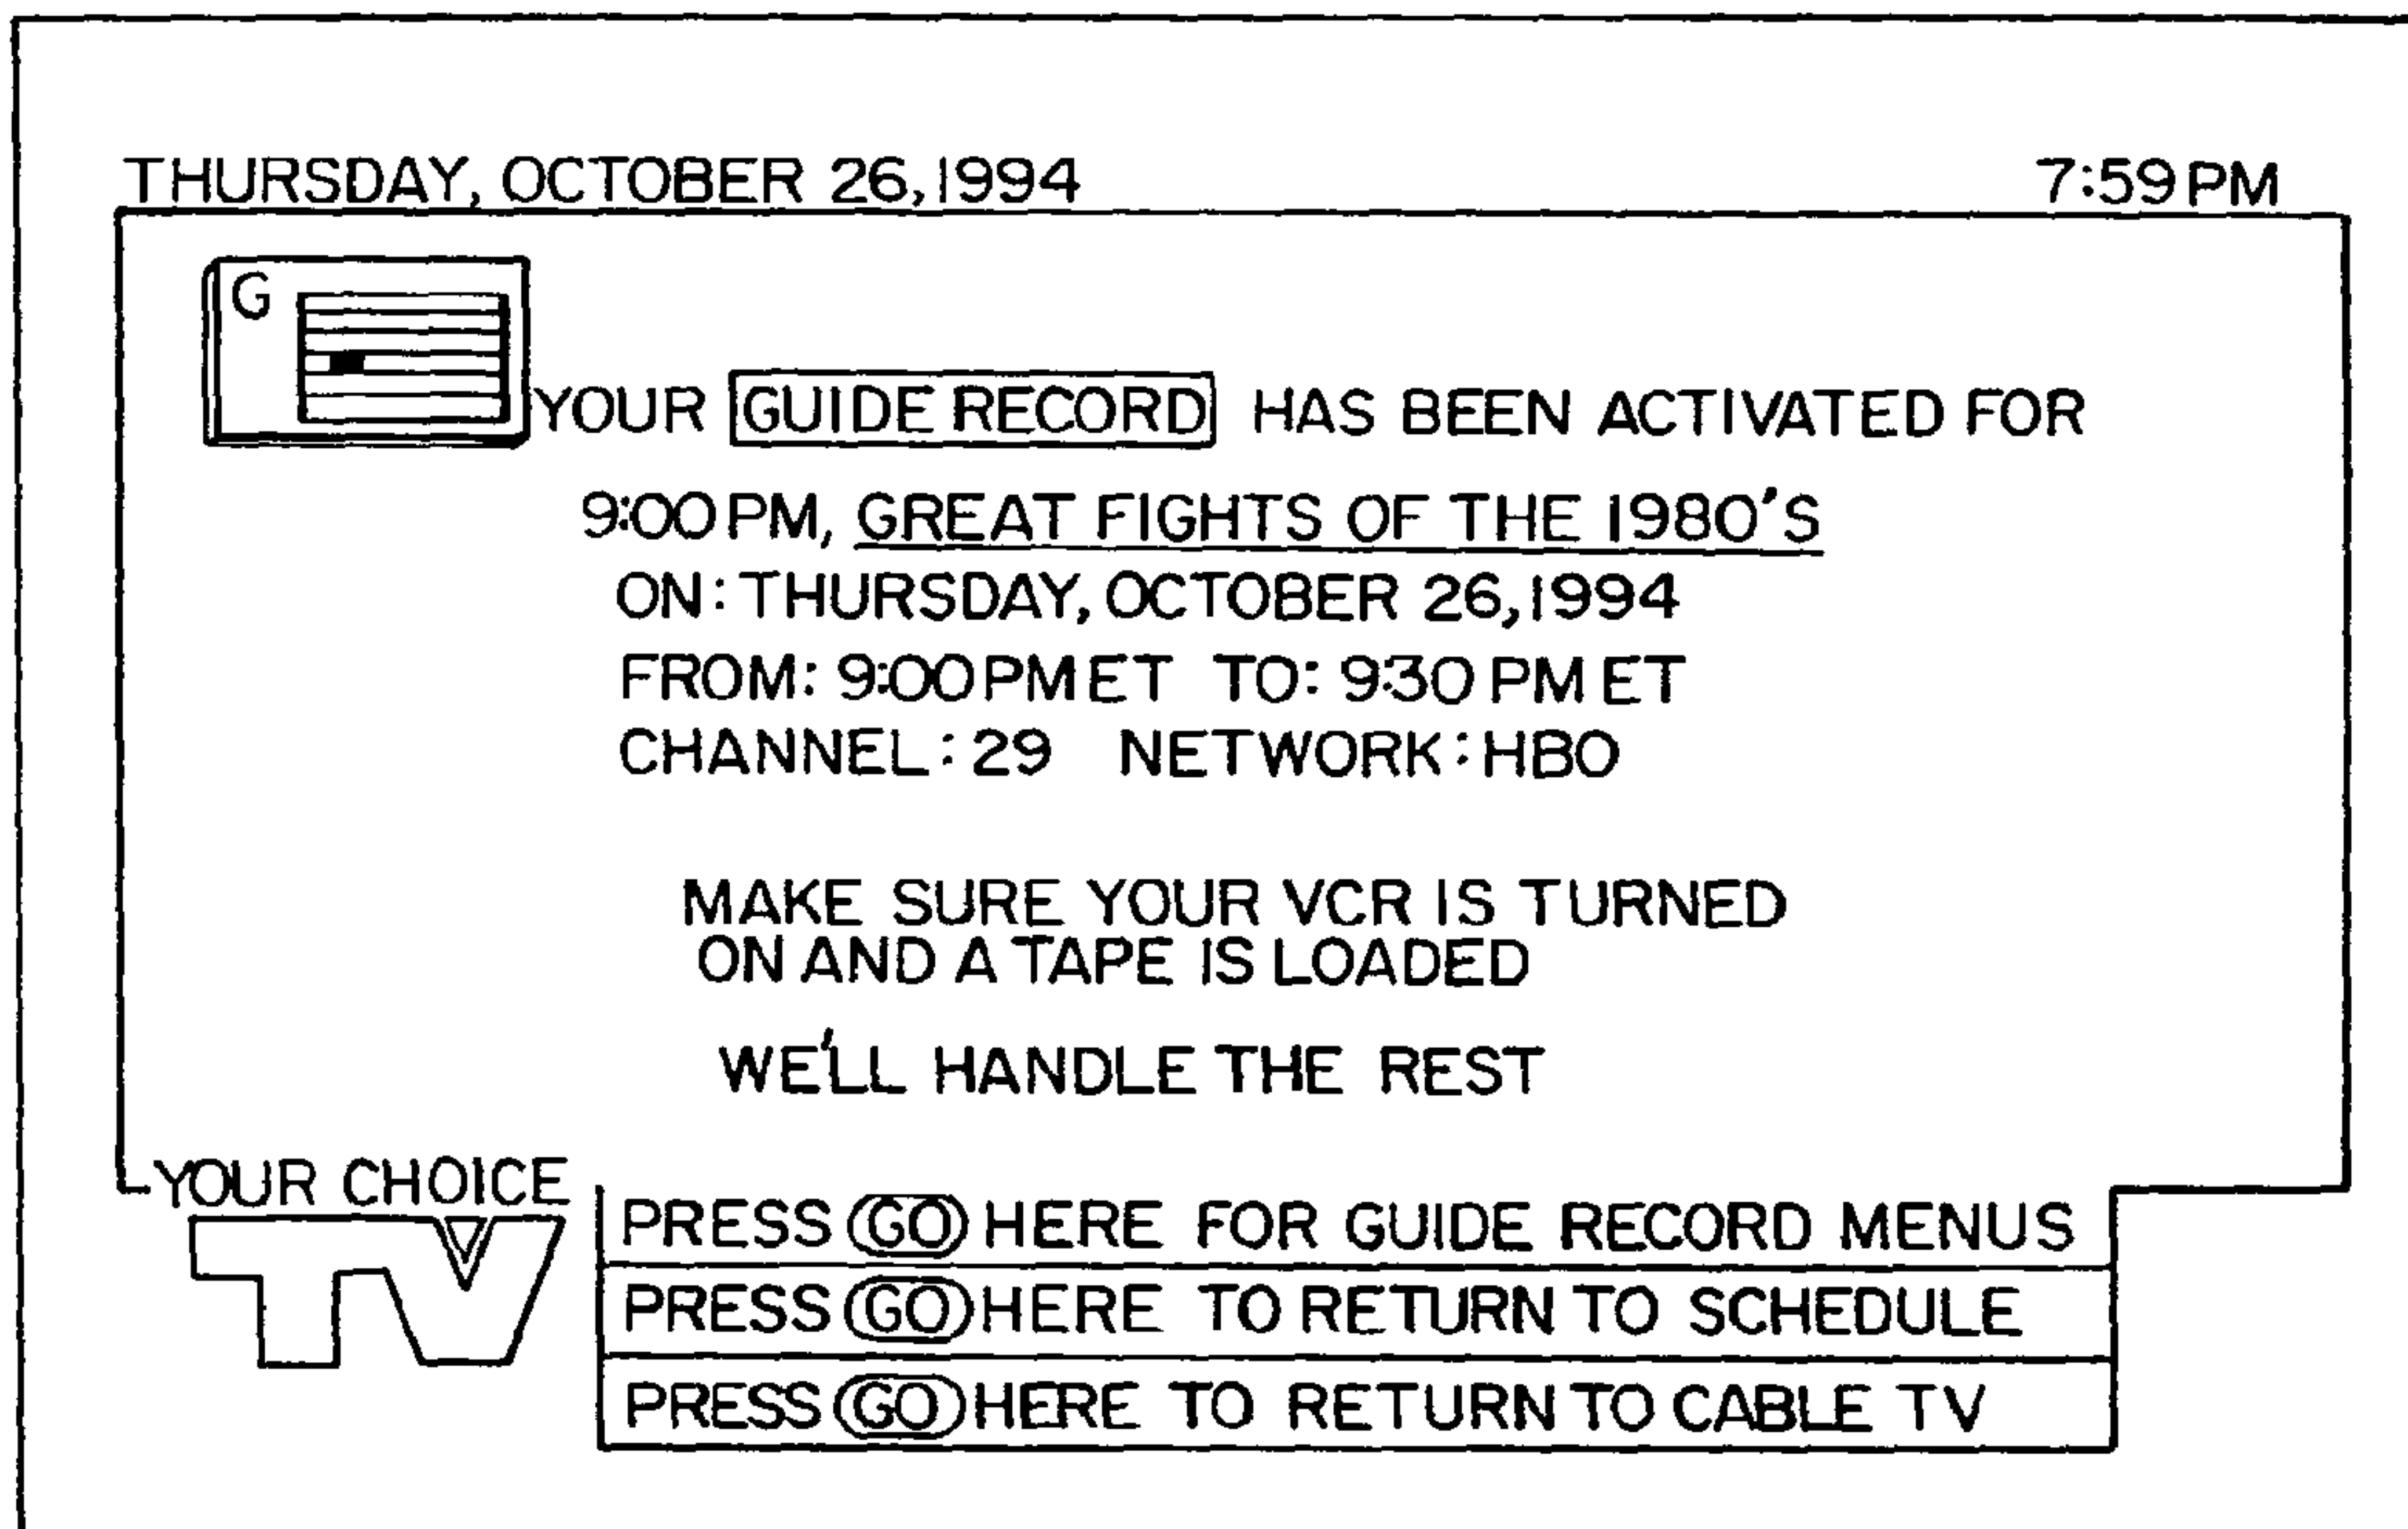 THURSDAY, OCTOBER 26, 1994 7:59 PM
G
YOUR GUIDE RECORD HAS BEEN ACTIVATED FOR
9:00 PM, GREAT FIGHTS OF THE 1980'S
ON: THURSDAY, OCTOBER 26, 1994
FROM: 9:00 PM ET TO: 9:30 PM ET
CHANNEL: 29 NETWORK: HBO
MAKE SURE YOUR VCR IS TURNED
ON AND A TAPE IS LOADED
WE'LL HANDLE THE REST
YOUR CHOICE
TV
PRESS GO HERE FOR GUIDE RECORD MENUS
PRESS GO HERE TO RETURN TO SCHEDULE
PRESS GO HERE TO RETURN TO CABLE TV